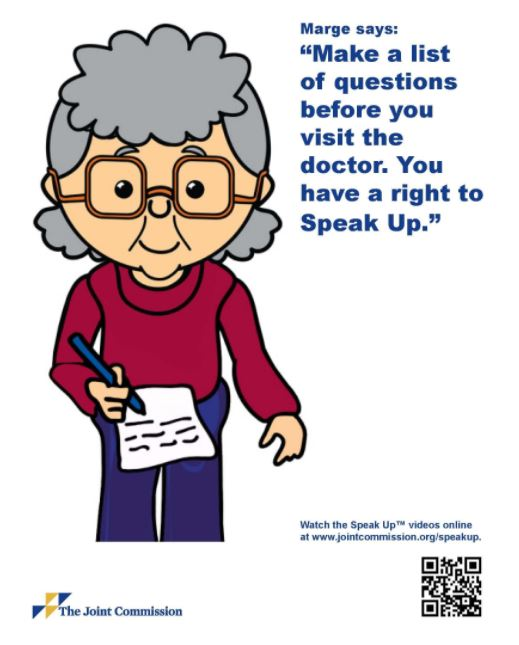 Marge says:
“Make a list
of questions
before you
visit the
doctor. You
have a right to
Speak Up.”
Watch the Speak Up™ videos online
at www.jointcommission.org/speakup.
The Joint Commission